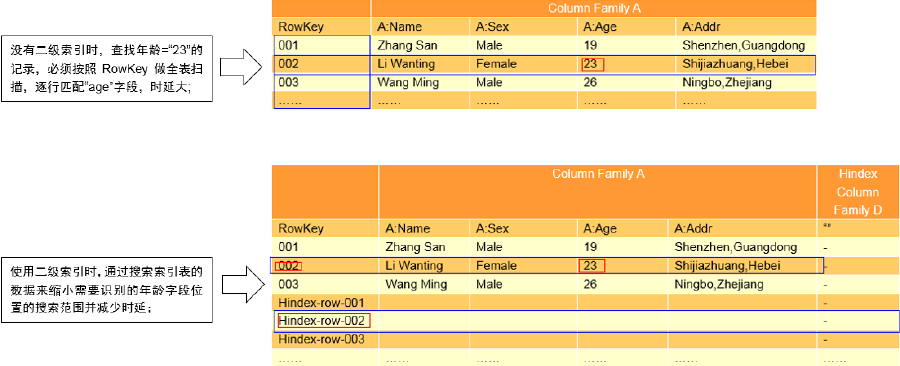 Column Family A
RowKey A:Name A:Sex A:Age A:Addr
001 Zhang San Male 19 Shenzhen,Guangdong
002 Li Wanting Female 23 Shijiazhuang,Hebei
003 Wang Ming Male 26 Ningbo,Zhejiang
…… …… …… …… ……
没有二级索引时，查找年龄=“23”的
记录，必须按照 RowKey 做全表扫
描，逐行匹配“age”字段，时延大；
Column Family A
Hindex
Column
Family D
RowKey A:Name A:Sex A:Age A:Addr “”
001 Zhang San Male 19 Shenzhen,Guangdong -
002 Li Wanting Female 23 Shijiazhuang,Hebei -
003 Wang Ming Male 26 Ningbo,Zhejiang -
Hindex-row-001 -
Hindex-row-002 -
Hindex-row-003 -
…… …… …… …… …… ……
使用二级索引时，通过搜索索引表的
数据来缩小需要识别的年龄字段位
置的搜索范围并减少时延；